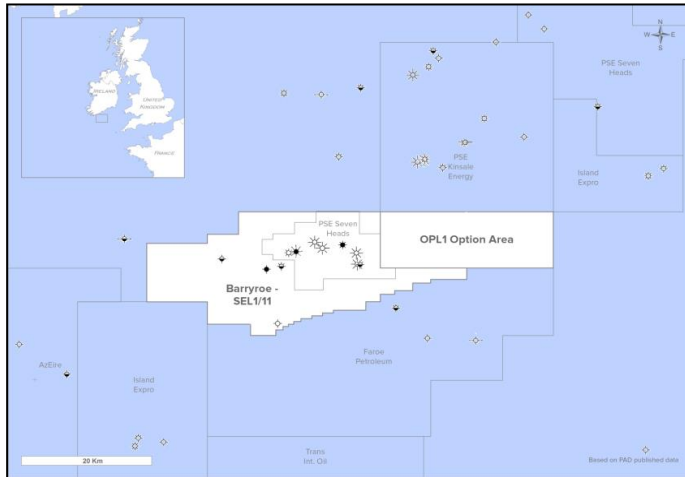 N
W E
S
PSE Seven
Heads
IRELAND
UNITED
KINGDOM
FRANCE
PSE
Kinsale
Energy
Island
Expro
PSE Seven
Heads
OPL1 Option Area
Barryroe -
SEL1/11
Faroe
Petroleum
AzEire
Island
Expro
Trans
Int. Oil
20 Km
Based on PAD published data